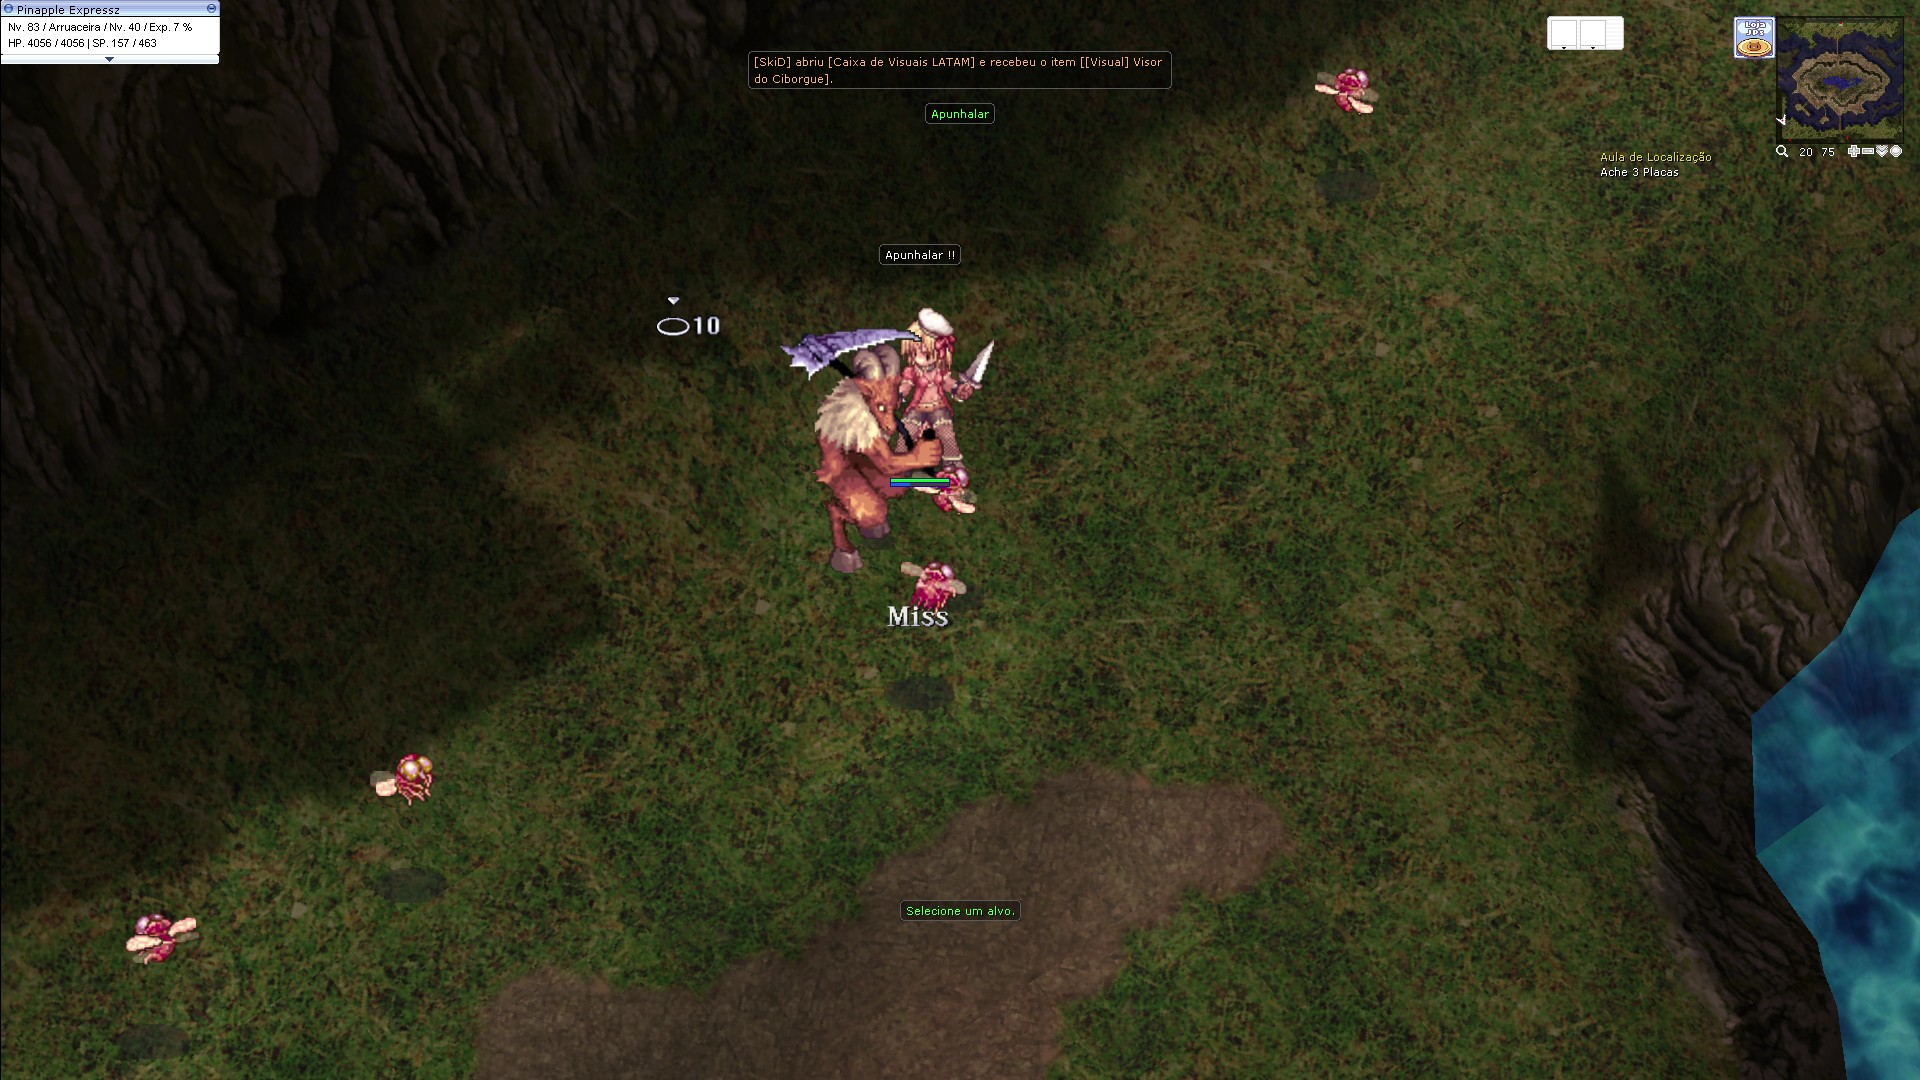 Pinapple Expressz
Nv. 83 / Arruaceira / Nv. 40 / Exp. 7 %
HP. 4056 / 4056 | SP. 157 / 463
[SkiD] abriu [Caixa de Visuais LATAM] e recebeu o item [[Visual] Visor
do Ciborgue].
Apunhalar
Loja
20 75
Aula de Localização
Ache 3 Placas
Apunhalar !!
10
Miss
Selecione um alvo.